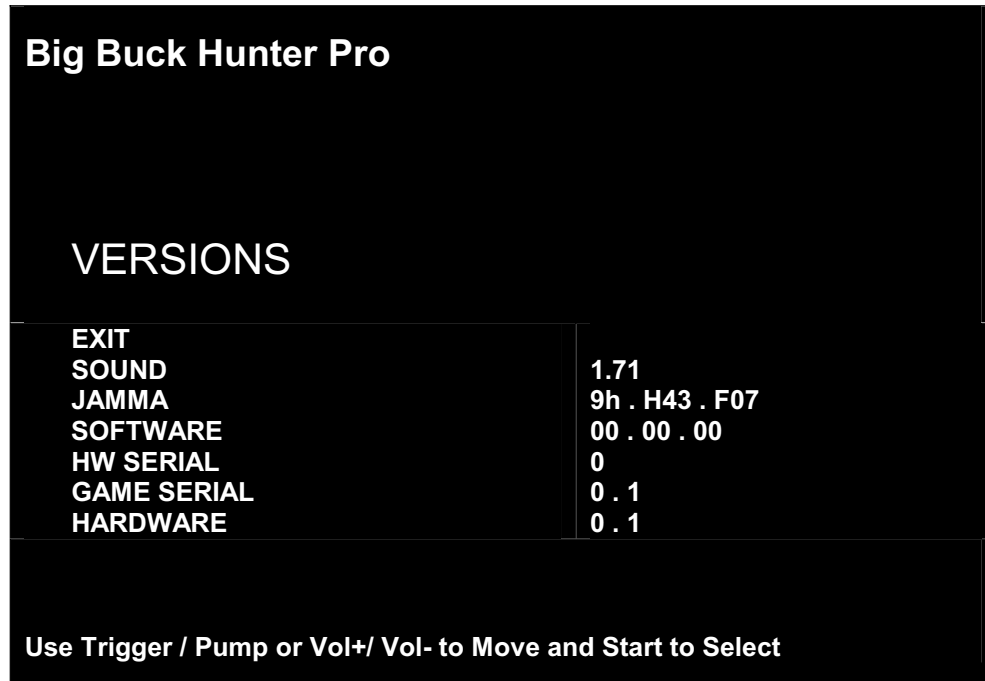 Big Buck Hunter Pro
VERSIONS
EXIT
SOUND 1.71
JAMMA 9h . H43 . F07
SOFTWARE 00 . 00 . 00
HW SERIAL 0
GAME SERIAL 0 . 1
HARDWARE 0 . 1
Use Trigger / Pump or Vol+/ Vol- to Move and Start to Select